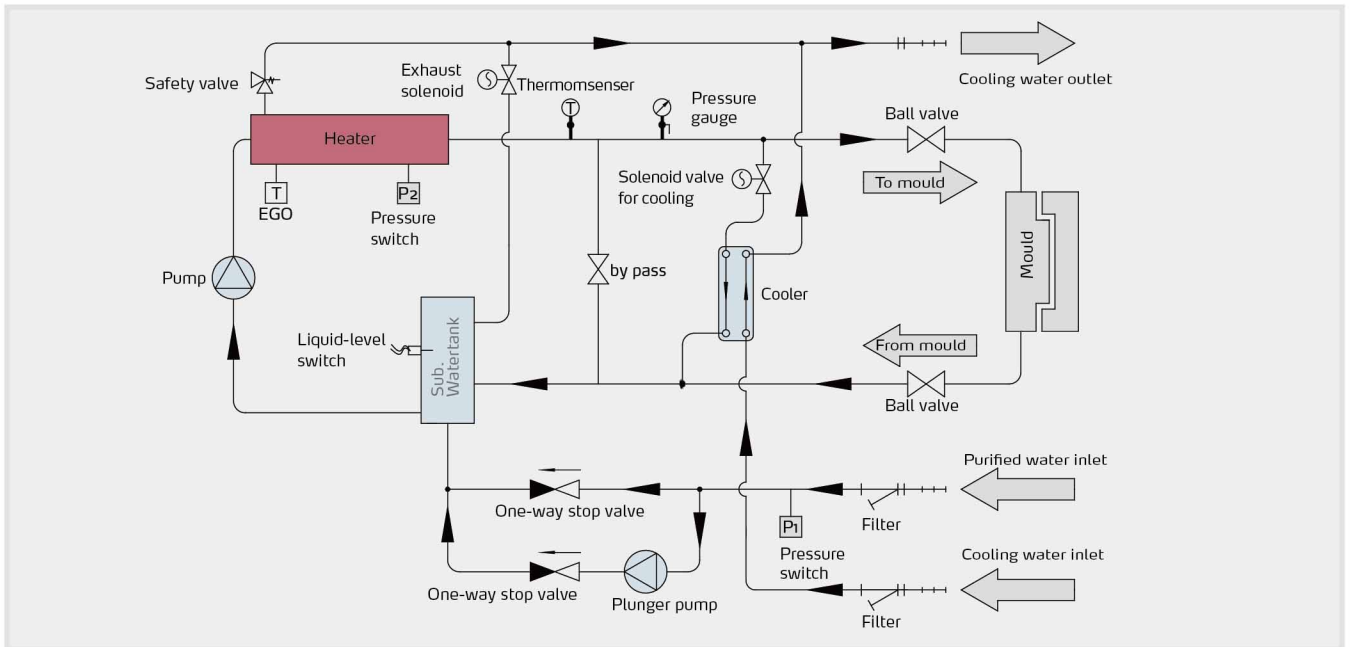 Cooling water outlet
Safety valve
Exhaust
solenoid
Thermomsenser
T
Pressure
gauge
Ball valve
Heater
To mould
Solenoid valve
for cooling
T
EGO
P2
Pressure
switch
Mould
Pump
by pass
Cooler
Liquid-level
switch
Sub.
Watertank
From mould
Ball valve
Purified water inlet
One-way stop valve
Filter
P1
Pressure
switch
Cooling water inlet
One-way stop valve
Plunger pump
Filter